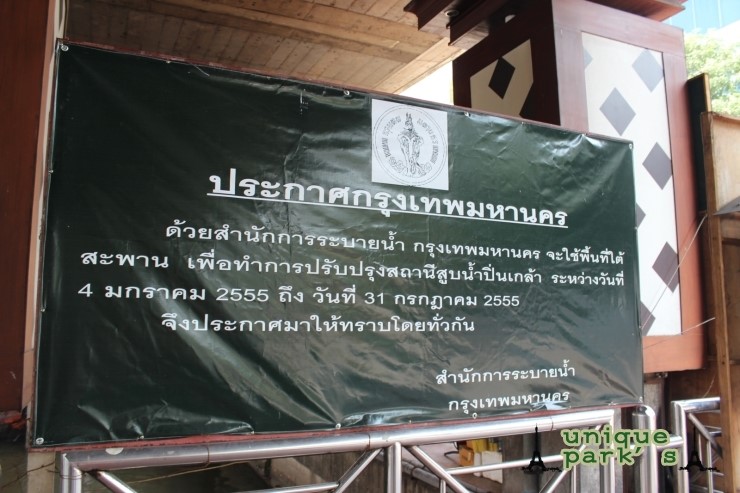 ประกาศกรุงเทพมหานคร
ด้วยสำนักการระบายน้ำ กรุงเทพมหานคร จะใช้พื้นที่ใต้
สะพาน เพื่อทำการปรับปรุงสถานีสูบน้ำปิ่นเกล้า ระหว่างวันที่
4 มกราคม 2555 ถึง วันที่ 31 กรกฎาคม 2555
จึงประกาศมาให้ทราบโดยทั่วกัน
สำนักการระบายน้ำ
กรุงเทพมหานคร
unique
park's